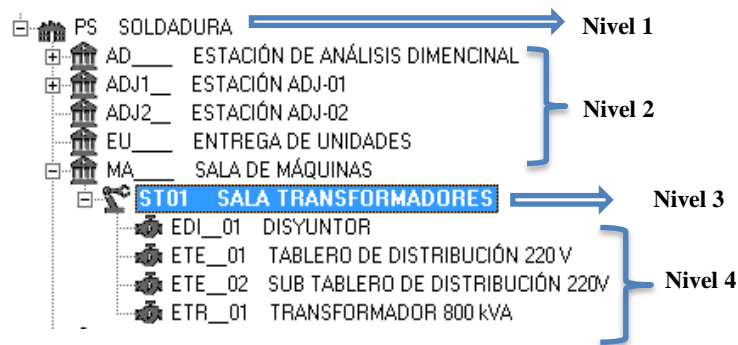 PS SOLDADURA Nivel 1
AD____ ESTACIÓN DE ANÁLISIS DIMENCINAL
ADJ1__ ESTACIÓN ADJ-01
ADJ2__ ESTACIÓN ADJ-02
Nivel 2
EU____ ENTREGA DE UNIDADES
MA____ SALA DE MÁQUINAS
ST01 SALA TRANSFORMADORES Nivel 3
EDI__01 DISYUNTOR
ETE__01 TABLERO DE DISTRIBUCIÓN 220 V
ETE__02 SUB TABLERO DE DISTRIBUCIÓN 220V Nivel 4
ETR__01 TRANSFORMADOR 800 kVA